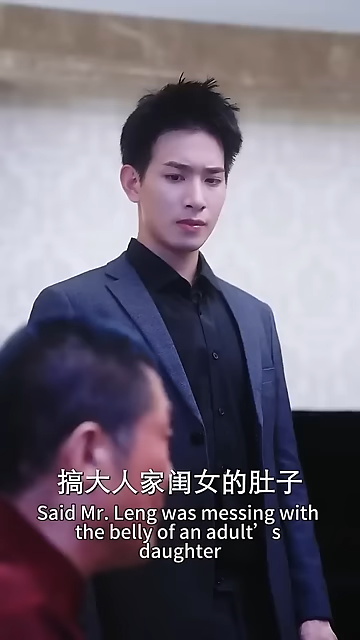 搞大人家闺女的肚子
Said Mr. Leng was messing with
the belly of an adult's
daughter